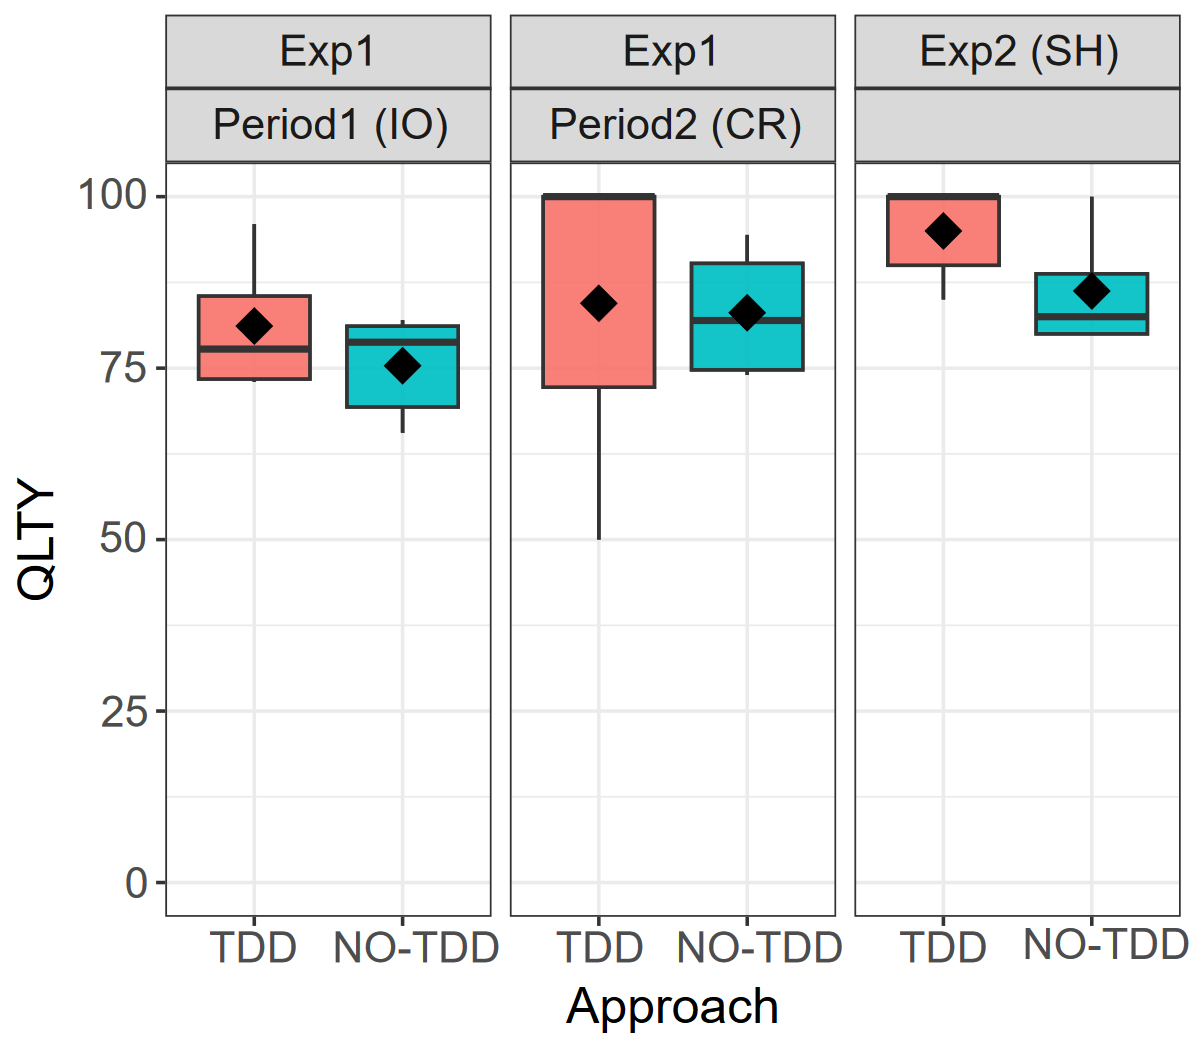 Exp1
Exp1
Exp2 (SH)
Period1 (IO)
Period2 (CR)
100
75
50
25
0
QLTY
TDD
NO-TDD
TDD
NO-TDD
TDD
NO-TDD
Approach